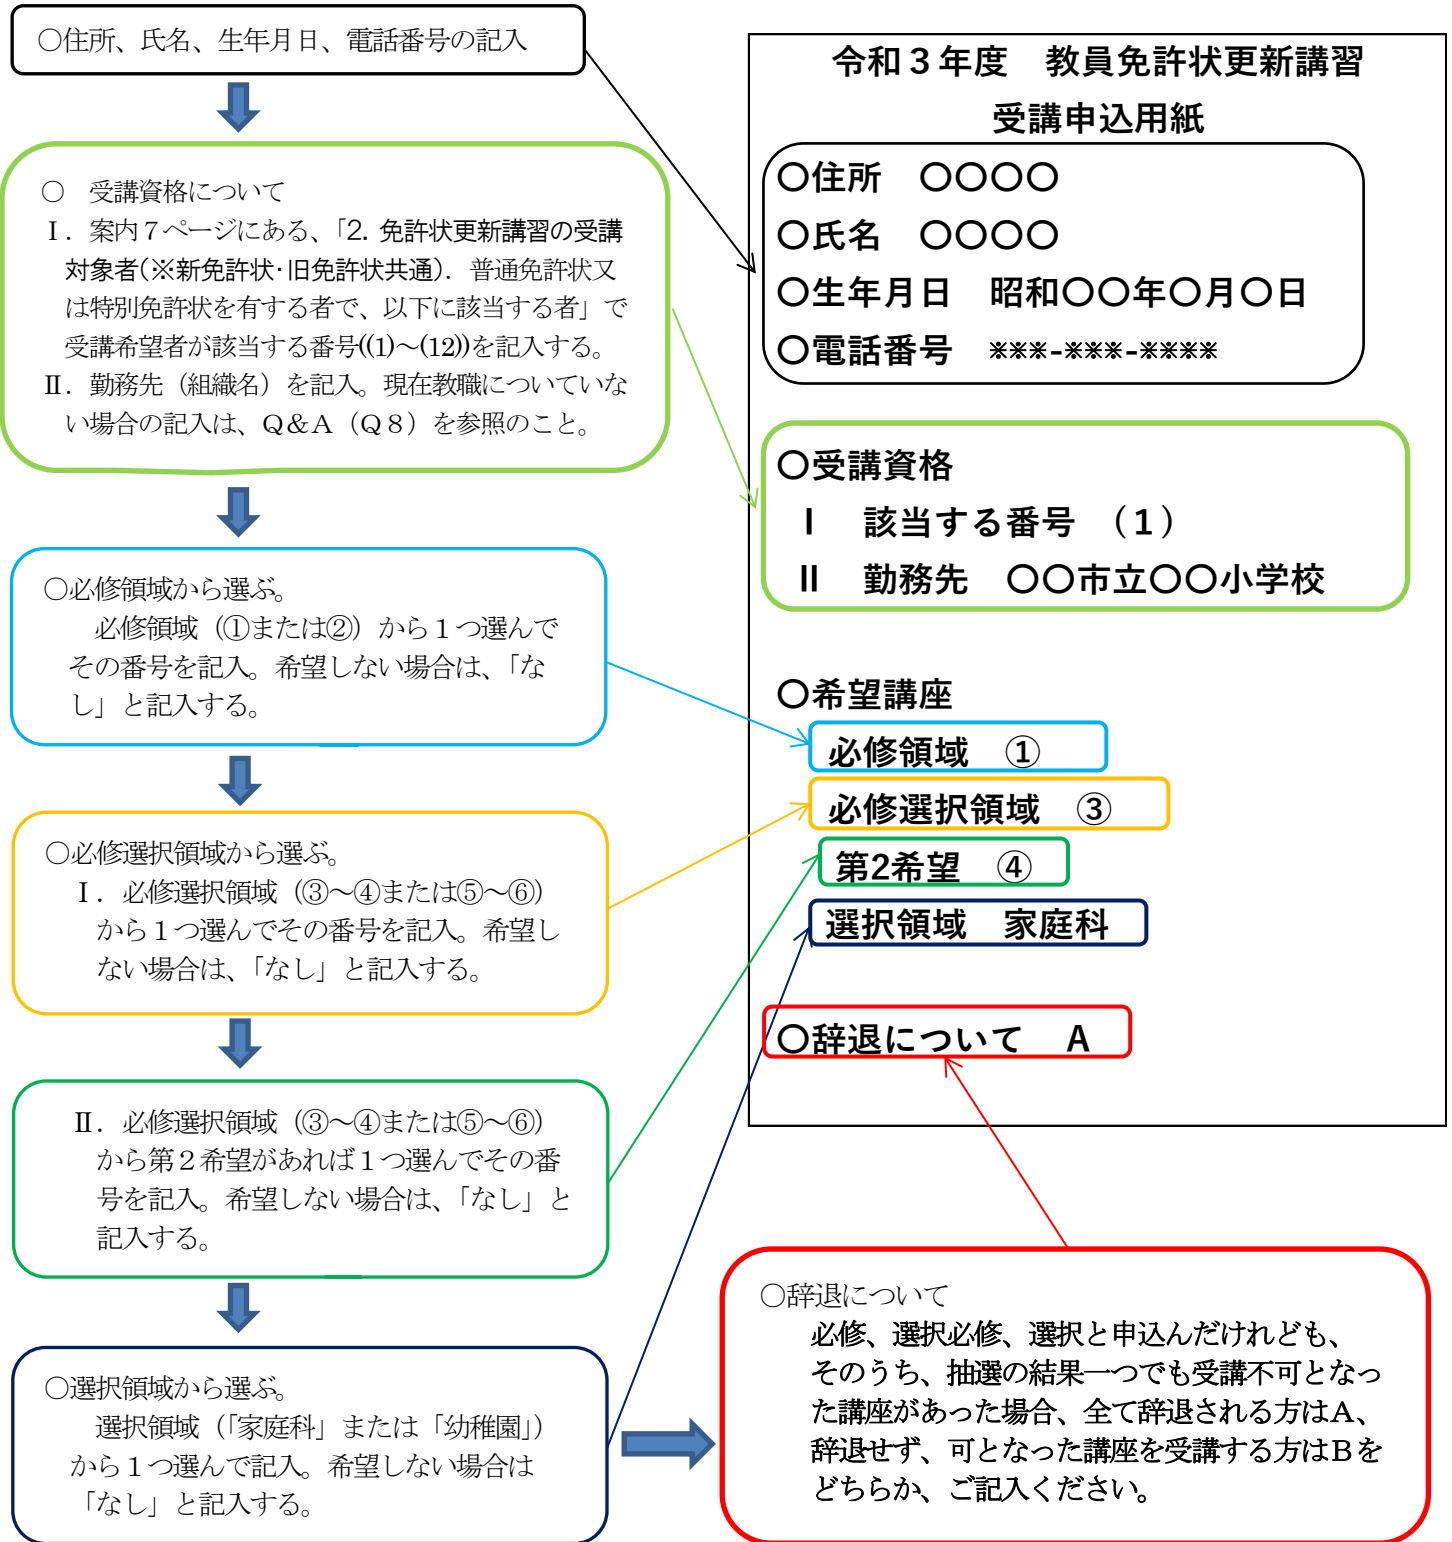 ○住所、氏名、生年月日、電話番号の記入
○　受講資格について
Ⅰ．案内７ページにある、「2．免許状更新講習の受講
対象者（※新免許状・旧免許状共通）．普通免許状又
は特別免許状を有する者で、以下に該当する者」で
受講希望者が該当する番号((1)～(12))を記入する。
Ⅱ．勤務先（組織名）を記入。現在教職についていな
い場合の記入は、Ｑ＆Ａ（Ｑ８）を参照のこと。
○必修領域から選ぶ。
必修領域（①または②）から１つ選んで
その番号を記入。希望しない場合は、「な
し」と記入する。
○必修選択領域から選ぶ。
Ⅰ．必修選択領域（③～④または⑤～⑥）
から１つ選んでその番号を記入。希望し
ない場合は、「なし」と記入する。
Ⅱ．必修選択領域（③～④または⑤～⑥）
から第２希望があれば１つ選んでその番
号を記入。希望しない場合は、「なし」と
記入する。
○選択領域から選ぶ。
選択領域（「家庭科」または「幼稚園」）
から１つ選んで記入。希望しない場合は
「なし」と記入する。
令和３年度　教員免許状更新講習
受講申込用紙
〇住所　〇〇〇〇
〇氏名　〇〇〇〇
〇生年月日　昭和〇〇年〇月〇日
〇電話番号　※※※-※※※-※※※※
〇受講資格
Ⅰ　該当する番号　（１）
Ⅱ　勤務先　〇〇市立〇〇小学校
〇希望講座
必修領域　①
必修選択領域　③
第2希望　④
選択領域　家庭科
〇辞退について　A
○辞退について
必修、選択必修、選択と申込んだけれども、
そのうち、抽選の結果一つでも受講不可となっ
た講座があった場合、全て辞退される方はＡ、
辞退せず、可となった講座を受講する方はＢを
どちらか、ご記入ください。